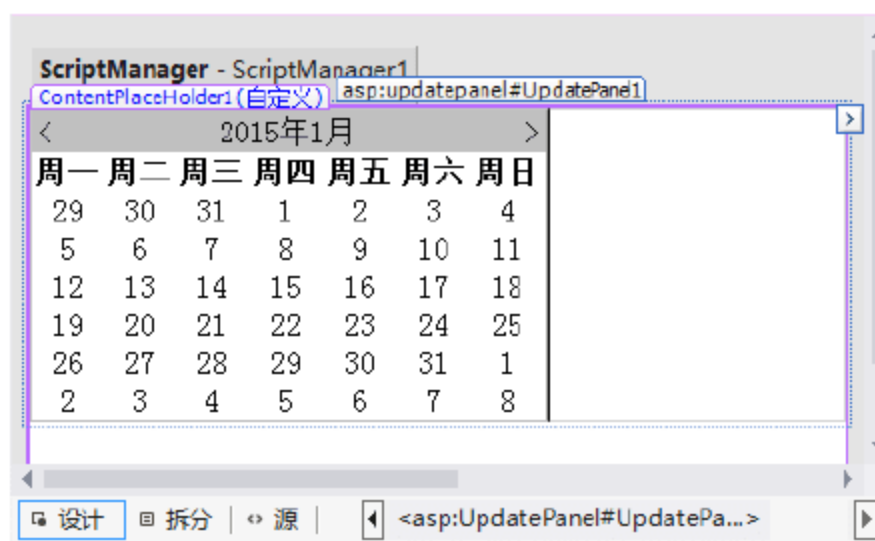 ScriptManager - ScriptManager1
ContentPlaceHolder1(自定义) asp:updatepanel#UpdatePanel1
< 2015年1月 > >
周一 周二 周三 周四 周五 周六 周日
29 30 31 1 2 3 4
5 6 7 8 9 10 11
12 13 14 15 16 17 18
19 20 21 22 23 24 25
26 27 28 29 30 31 1
2 3 4 5 6 7 8
设计 拆分 源 <asp:UpdatePanel#UpdatePa...>